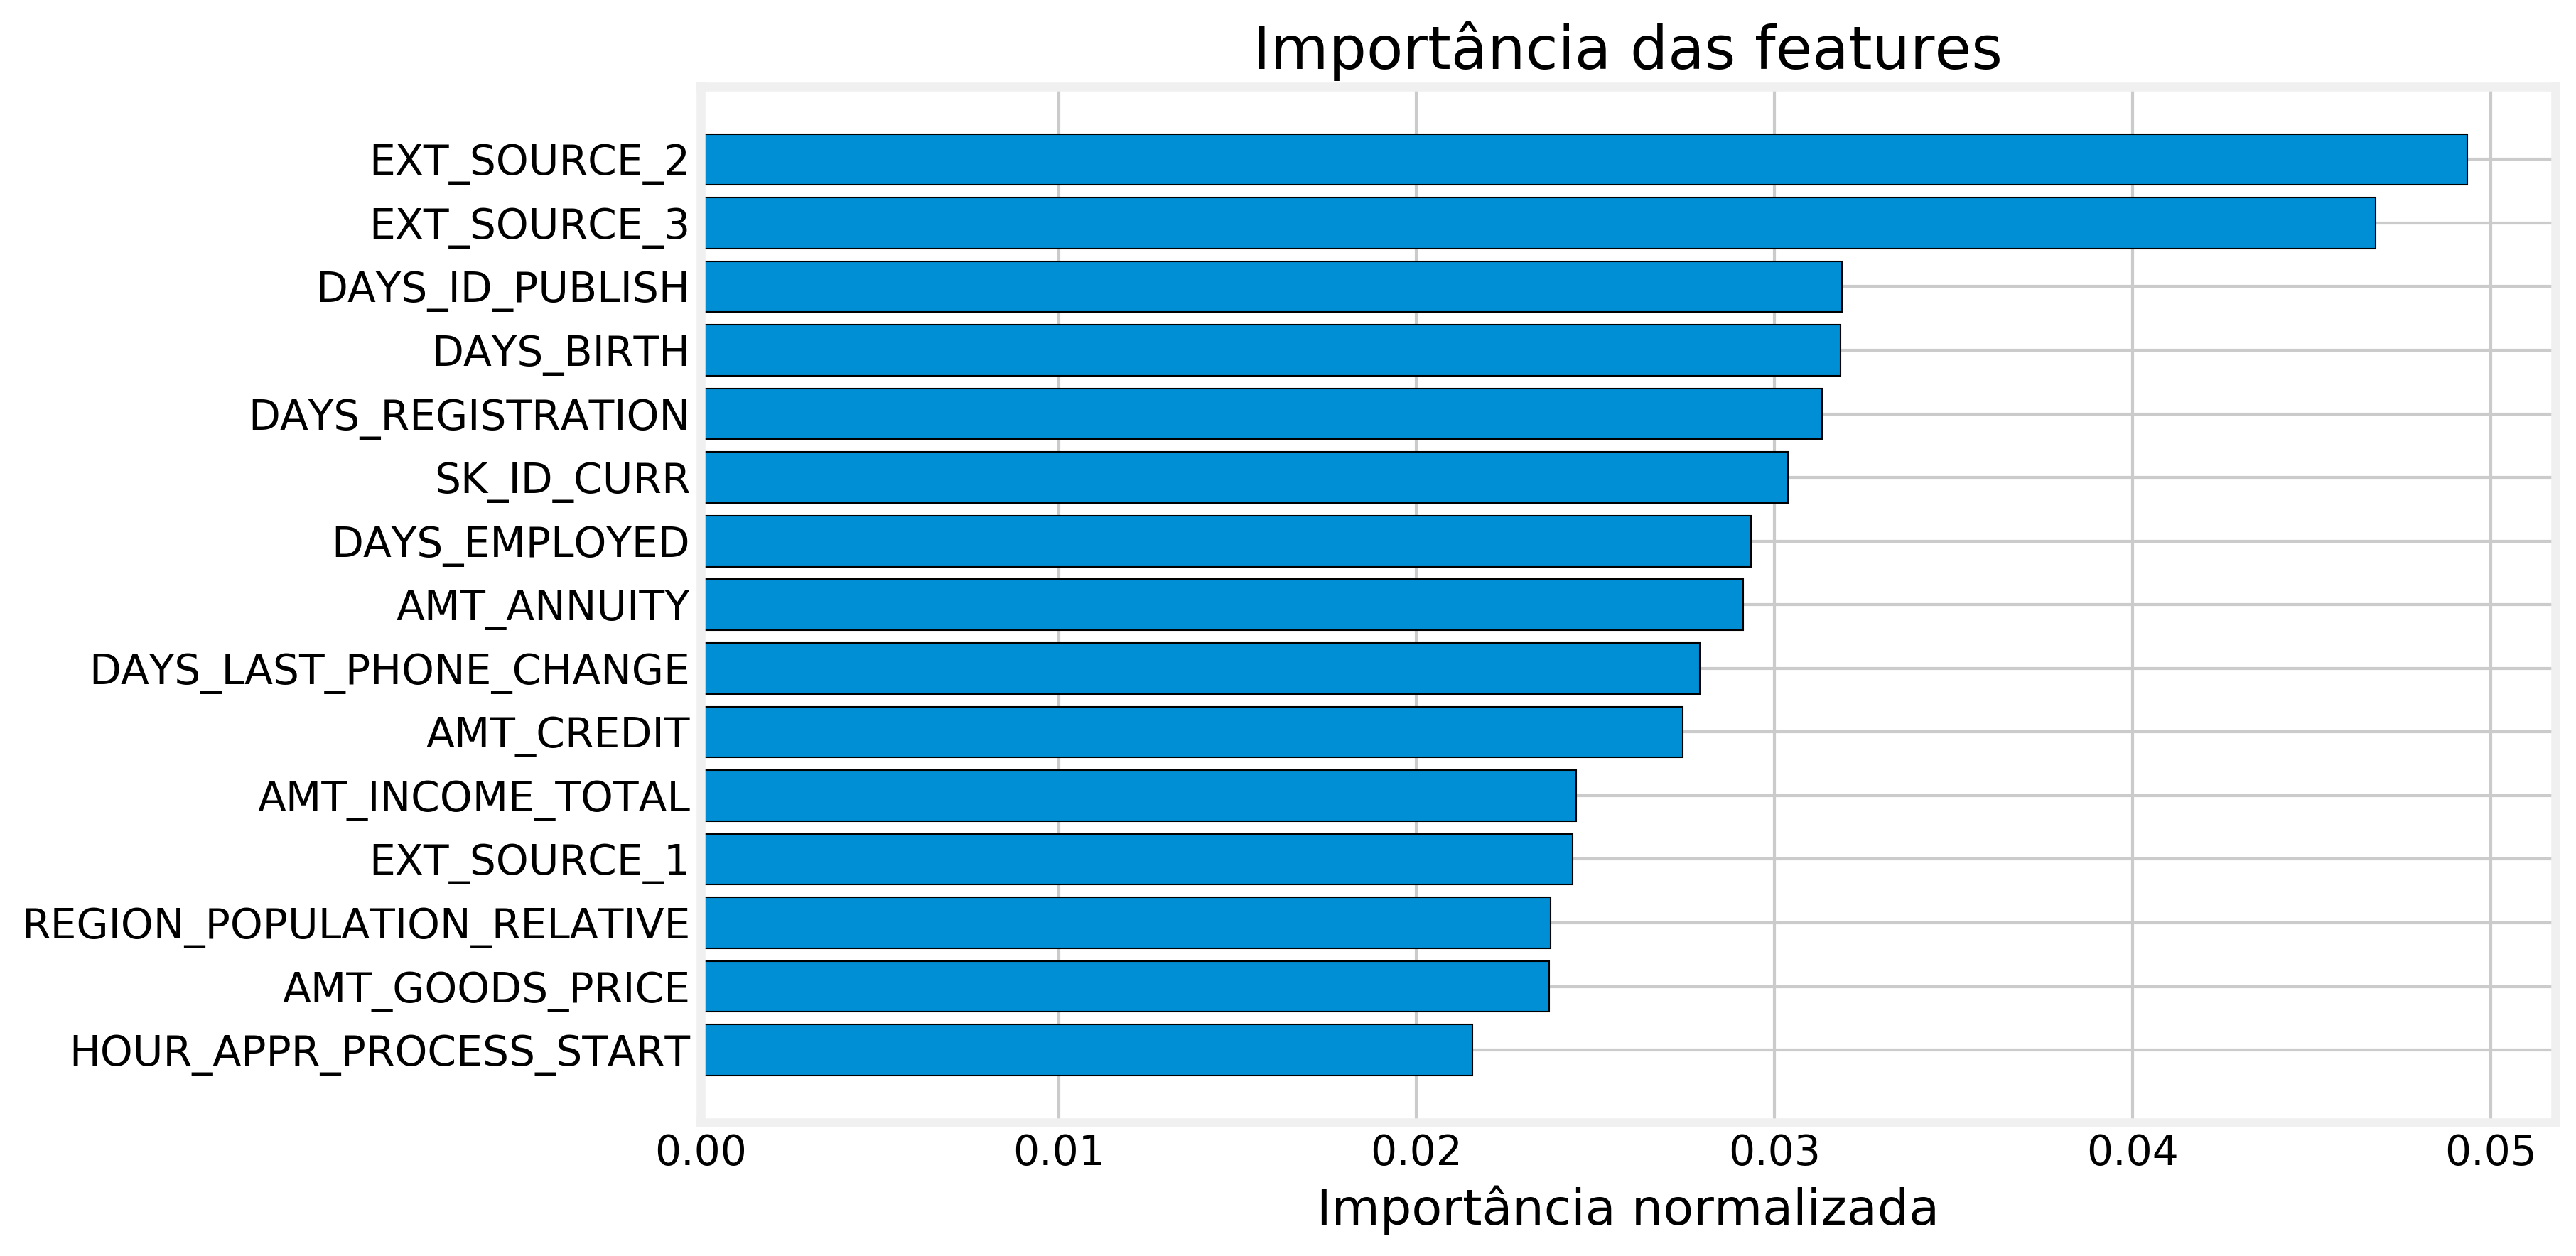 Importância das features
EXT_SOURCE_2
EXT_SOURCE_3
DAYS_ID_PUBLISH
DAYS_BIRTH
DAYS_REGISTRATION
SK_ID_CURR
DAYS_EMPLOYED
AMT_ANNUITY
DAYS_LAST_PHONE_CHANGE
AMT_CREDIT
AMT_INCOME_TOTAL
EXT_SOURCE_1
REGION_POPULATION_RELATIVE
AMT_GOODS_PRICE
HOUR_APPR_PROCESS_START
0.00 0.01 0.02 0.03 0.04 0.05
Importância normalizada